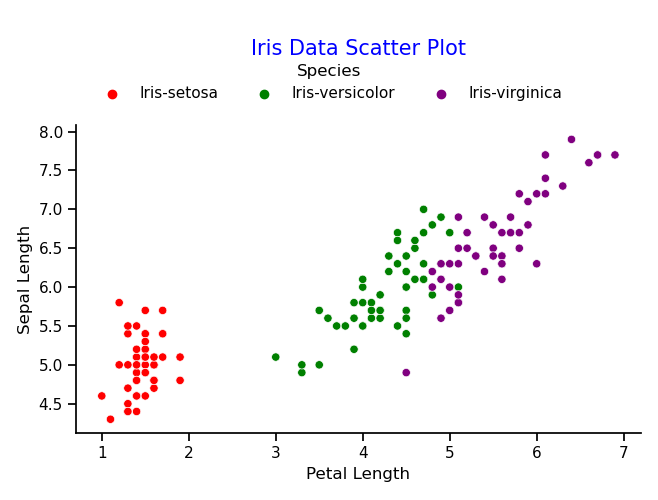 Iris Data Scatter Plot
Species
Iris-setosa Iris-versicolor Iris-virginica
8.0
7.5
7.0
6.5
6.0
5.5
5.0
4.5
Sepal Length
1 2 3 4 5 6 7
Petal Length